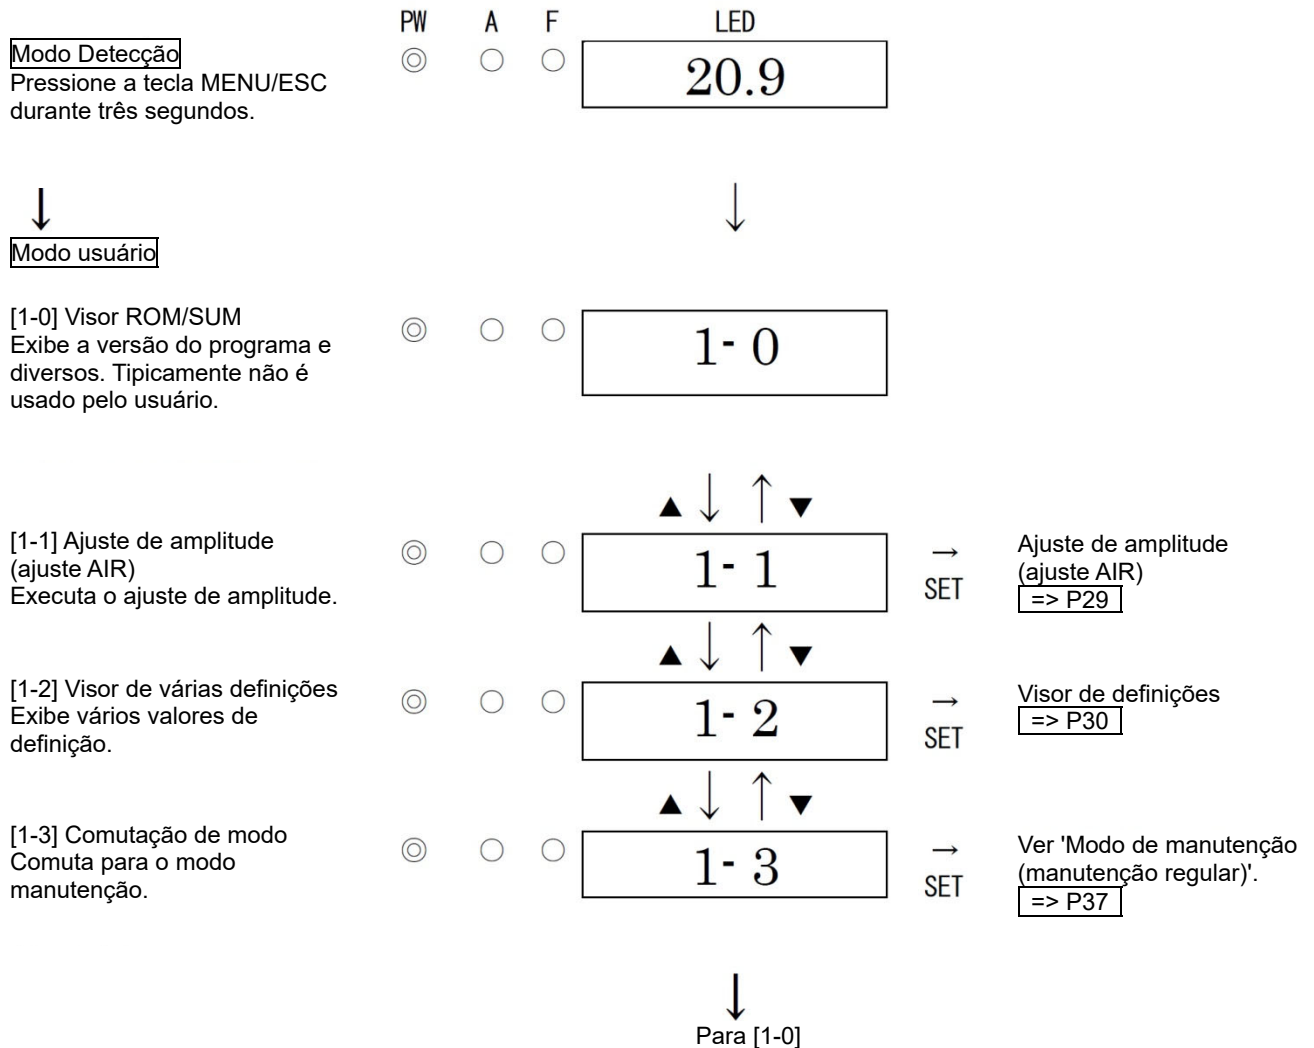 PW A F LED
Modo Detecção
Pressione a tecla MENU/ESC
durante três segundos.
◎ ○ ○ 20.9
↓ ↓
Modo usuário
[1-0] Visor ROM/SUM
Exibe a versão do programa e
diversos. Tipicamente não é
usado pelo usuário.
◎ ○ ○ 1- 0
▲ ↓ ↑ ▼
[1-1] Ajuste de amplitude
(ajuste AIR)
Executa o ajuste de amplitude.
◎ ○ ○ 1- 1
→
SET
Ajuste de amplitude
(ajuste AIR)
=> P29
▲ ↓ ↑ ▼
[1-2] Visor de várias definições
Exibe vários valores de
definição.
◎ ○ ○ 1- 2
→
SET
Visor de definições
=> P30
▲ ↓ ↑ ▼
[1-3] Comutação de modo
Comuta para o modo
manutenção.
◎ ○ ○ 1- 3
→
SET
Ver 'Modo de manutenção
(manutenção regular)'.
=> P37
↓
Para [1-0]